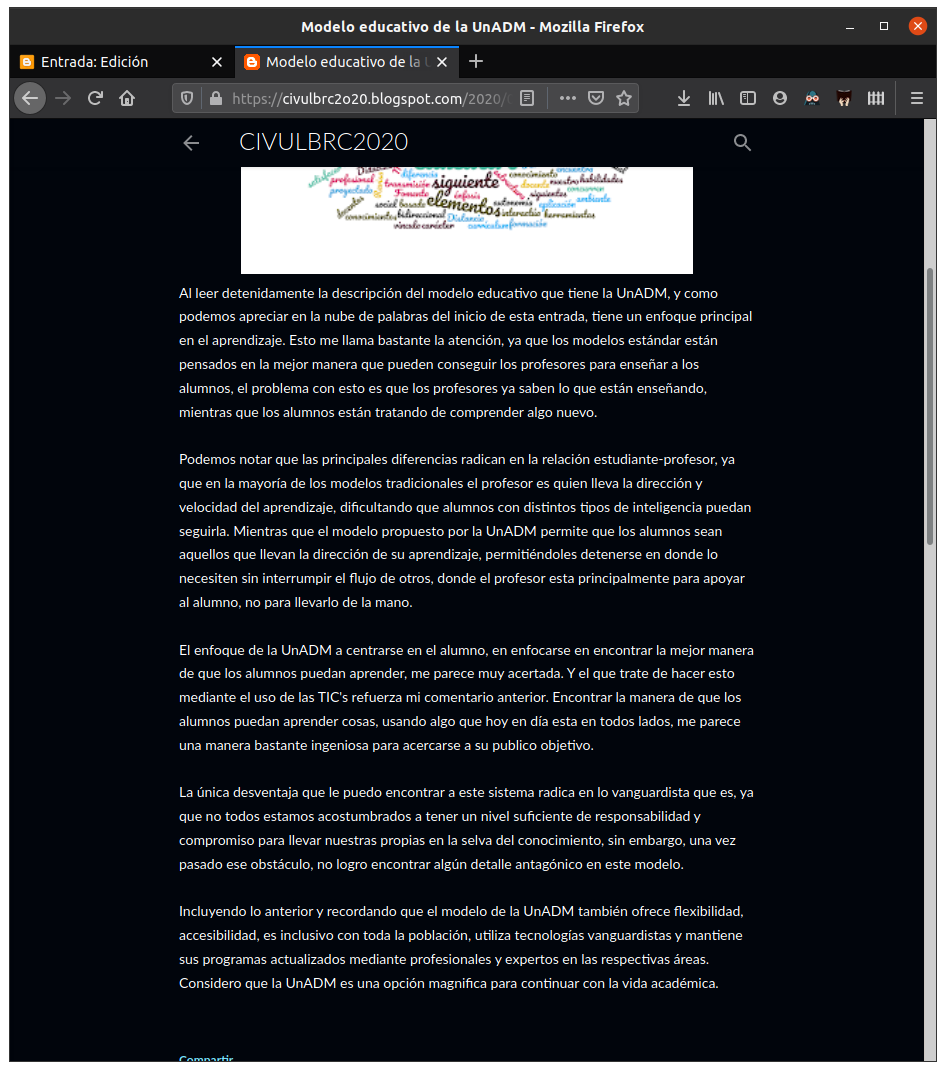 Modelo educativo de la UnADM - Mozilla Firefox
Entrada: Edición
Modelo educativo de la
https://civulbrc2o20.blogspot.com/2020/
CIVULBRC2020
diferencia conocimiento
profesional transmisión siguiente docente nuestro habilidades
proyectado Fomento énfasis siguientes
social basado elementos autonomía aplicación ambiente
docentes conocimientos bidireccional Distancia interactúa herramientas
vínculo carácter curriculum formación
Al leer detenidamente la descripción del modelo educativo que tiene la UnADM, y como
podemos apreciar en la nube de palabras del inicio de esta entrada, tiene un enfoque principal
en el aprendizaje. Esto me llama bastante la atención, ya que los modelos estándar están
pensados en la mejor manera que pueden conseguir los profesores para enseñar a los
alumnos, el problema con esto es que los profesores ya saben lo que están enseñando,
mientras que los alumnos están tratando de comprender algo nuevo.
Podemos notar que las principales diferencias radican en la relación estudiante-profesor, ya
que en la mayoría de los modelos tradicionales el profesor es quien lleva la dirección y
velocidad del aprendizaje, dificultando que alumnos con distintos tipos de inteligencia puedan
seguirla. Mientras que el modelo propuesto por la UnADM permite que los alumnos sean
aquellos que llevan la dirección de su aprendizaje, permitiéndoles detenerse en donde lo
necesiten sin interrumpir el flujo de otros, donde el profesor esta principalmente para apoyar
al alumno, no para llevarlo de la mano.
El enfoque de la UnADM a centrarse en el alumno, en enfocarse en encontrar la mejor manera
de que los alumnos puedan aprender, me parece muy acertada. Y el que trate de hacer esto
mediante el uso de las TIC's refuerza mi comentario anterior. Encontrar la manera de que los
alumnos puedan aprender cosas, usando algo que hoy en día esta en todos lados, me parece
una manera bastante ingeniosa para acercarse a su publico objetivo.
La única desventaja que le puedo encontrar a este sistema radica en lo vanguardista que es, ya
que no todos estamos acostumbrados a tener un nivel suficiente de responsabilidad y
compromiso para llevar nuestras propias en la selva del conocimiento, sin embargo, una vez
pasado ese obstáculo, no logro encontrar algún detalle antagónico en este modelo.
Incluyendo lo anterior y recordando que el modelo de la UnADM también ofrece flexibilidad,
accesibilidad, es inclusivo con toda la población, utiliza tecnologías vanguardistas y mantiene
sus programas actualizados mediante profesionales y expertos en las respectivas áreas.
Considero que la UnADM es una opción magnifica para continuar con la vida académica.
Compartir